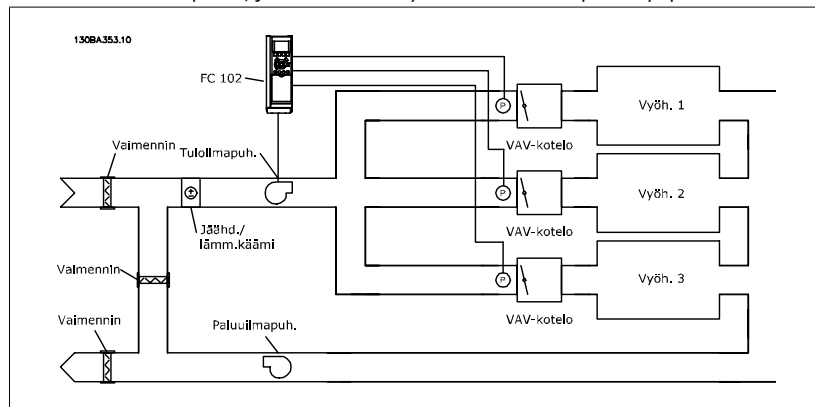 130BA353.10
FC 102
Vaimennin
Tulollmapuh.
Jäähd./
lämm.käämi
Vaimennin
Vaimennin
Paluuilmapuh.
P
VAV-kotelo
Vyöh. 1
P
VAV-kotelo
Vyöh. 2
P
VAV-kotelo
Vyöh. 3